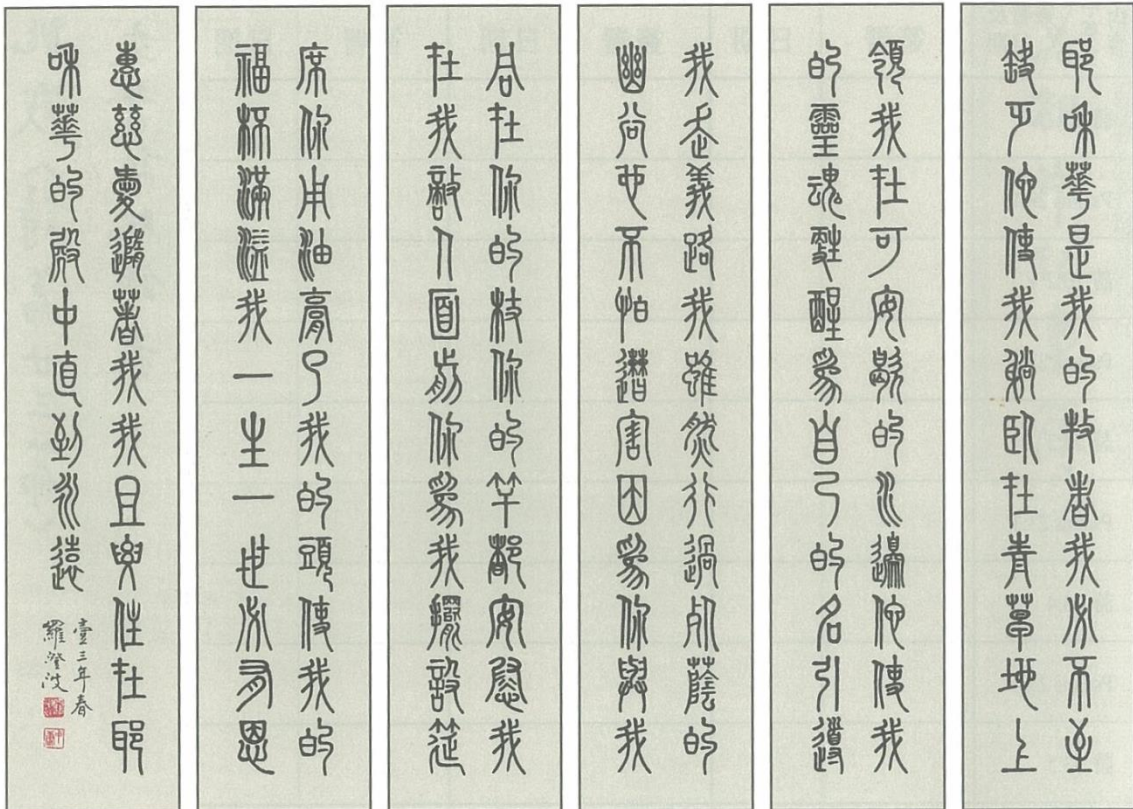 耶和華是我的牧者我必不至
缺乏他使我躺臥在青草地上
領我在可安歇的水邊他使我
的靈魂甦醒爲自己的名引導
我走義路我雖然行過死蔭的
幽谷也不怕遭害因爲你與我
同在你的杖你的竿都安慰我
在我敵人面前你爲我擺設筵
席你用油膏了我的頭使我的
福杯滿溢我一生一世必有恩
惠慈愛隨著我我且要住在耶
和華的殿中直到永遠
壹三年春
羅澄波